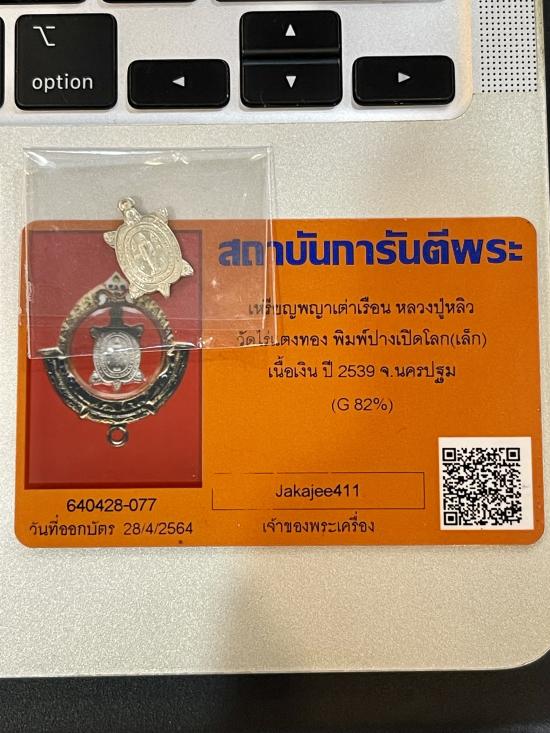 option
สถาบันการันตีพระ
เหรียญพญาเต่าเรือน หลวงปู่หลิว
วัดไร่แตงทอง พิมพ์ปางเปิดโลก(เล็ก)
เนื้อเงิน ปี 2539 จ.นครปฐม
(G 82%)
Jakajee411
เจ้าของพระเครื่อง
640428-077
วันที่ออกบัตร 28/4/2564